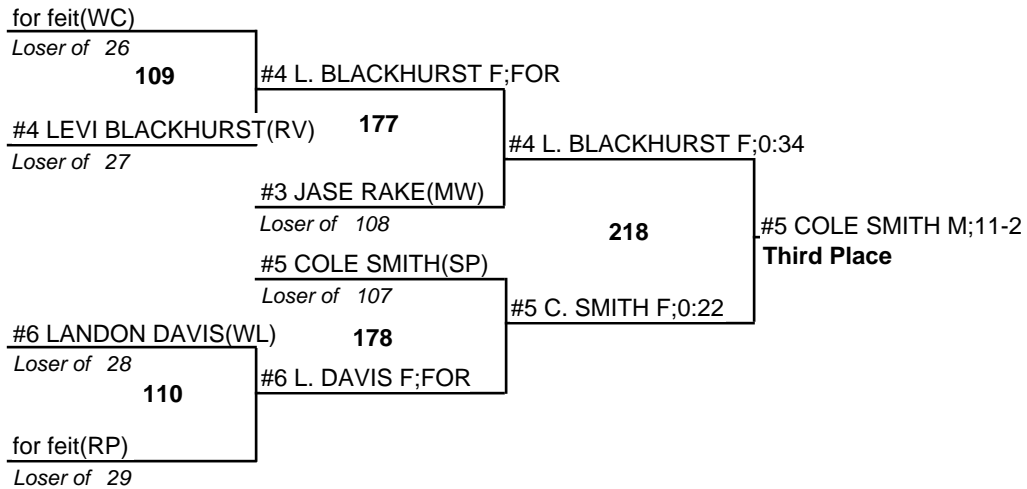 for feit(WC)
Loser of 26
109
#4 L. BLACKHURST F;FOR
#4 LEVI BLACKHURST(RV)
177
Loser of 27
#4 L. BLACKHURST F;0:34
#3 JASE RAKE(MW)
Loser of 108
218
#5 COLE SMITH M;11-2
Third Place
#5 COLE SMITH(SP)
Loser of 107
#5 C. SMITH F;0:22
#6 LANDON DAVIS(WL)
178
Loser of 28
110
#6 L. DAVIS F;FOR
for feit(RP)
Loser of 29